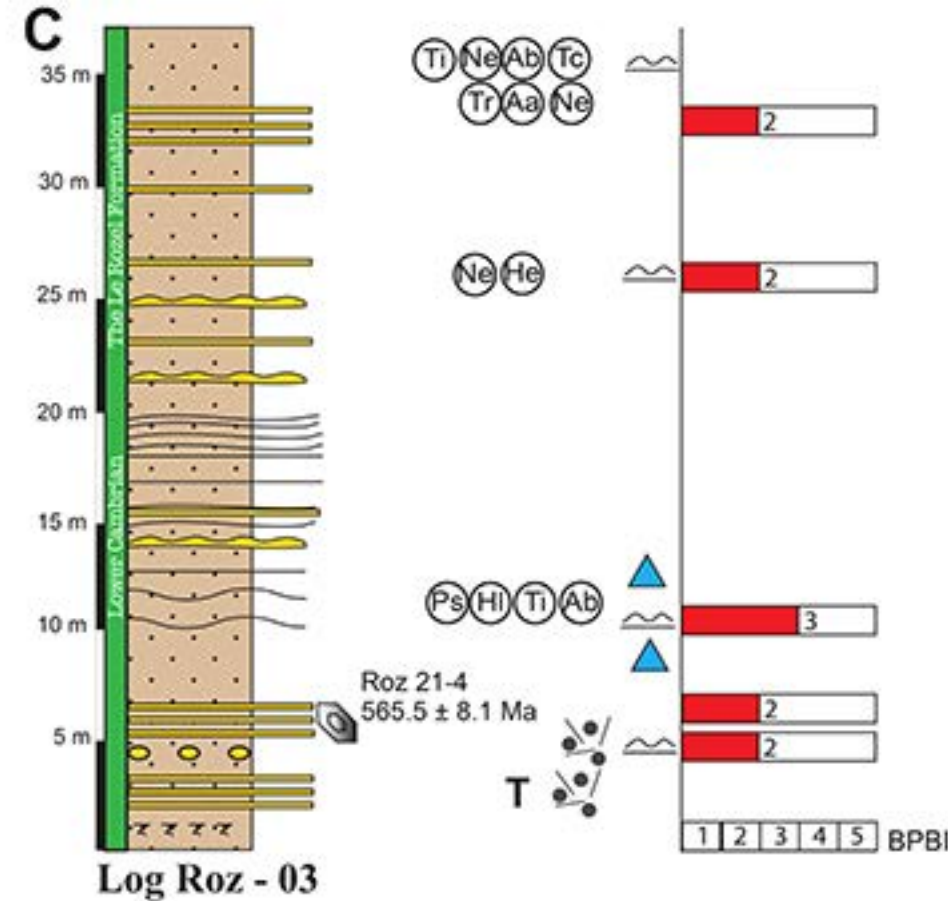 C
35 m
30 m
25 m
20 m
15 m
10 m
5 m
The Le Rozel Formation
Lower Cambrian
Ti Ne Ab Tc
Tr Aa Ne
2
Ne He
2
Ps Hl Ti Ab
3
Roz 21-4
565.5 ± 8.1 Ma
2
2
T
1 2 3 4 5 BPBI
Log Roz - 03